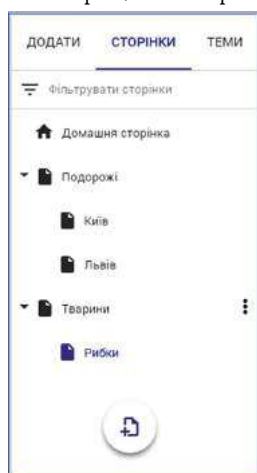 ДОДАТИ СТОРІНКИ ТЕМИ
Фільтрувати сторінки
Домашня сторінка
Подорожі
Київ
Львів
Тварини
Рибки